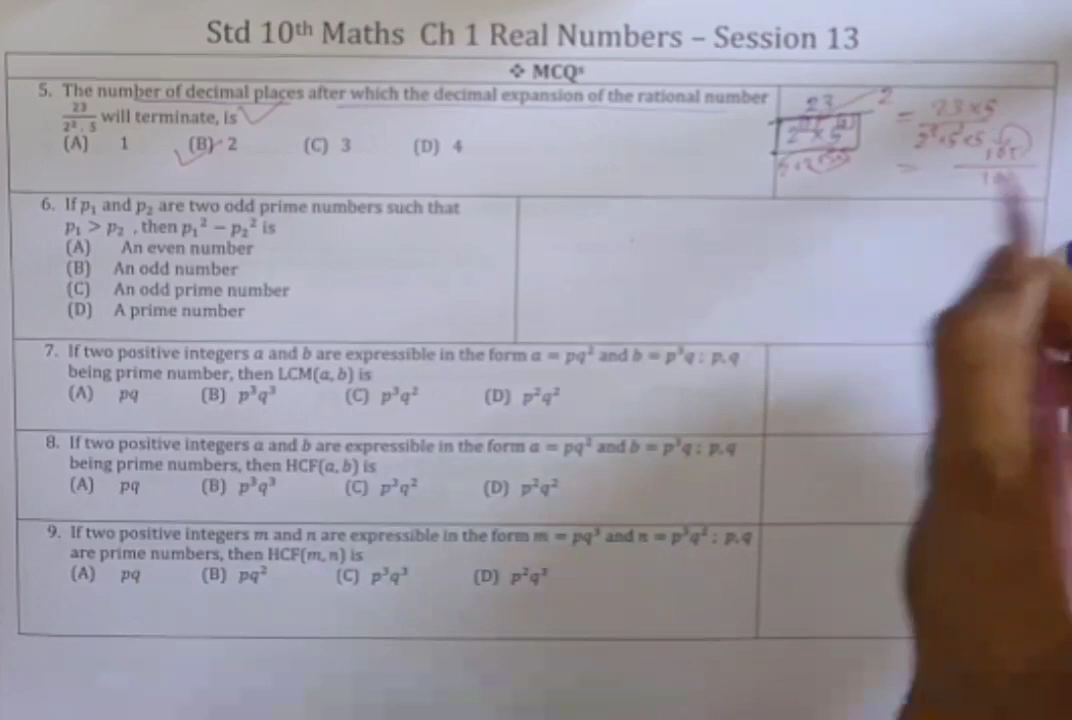 Std 10th Maths Ch 1 Real Numbers – Session 13
❖ MCQs
5. The number of decimal places after which the decimal expansion of the rational number
23/2².5 will terminate, is
(A) 1 (B) 2 (C) 3 (D) 4
23
2² × 5
= 23×5
=
6. If p₁ and p₂ are two odd prime numbers such that
p₁ > p₂ , then p₁² − p₂² is
(A) An even number
(B) An odd number
(C) An odd prime number
(D) A prime number
7. If two positive integers a and b are expressible in the form a = pq² and b = p³q ; p, q
being prime number, then LCM(a, b) is
(A) pq (B) p³q³ (C) p³q² (D) p²q²
8. If two positive integers a and b are expressible in the form a = pq² and b = p³q ; p, q
being prime numbers, then HCF(a, b) is
(A) pq (B) p³q³ (C) p³q² (D) p²q²
9. If two positive integers m and n are expressible in the form m = pq³ and n = p³q² ; p, q
are prime numbers, then HCF(m, n) is
(A) pq (B) pq² (C) p³q³ (D) p²q³